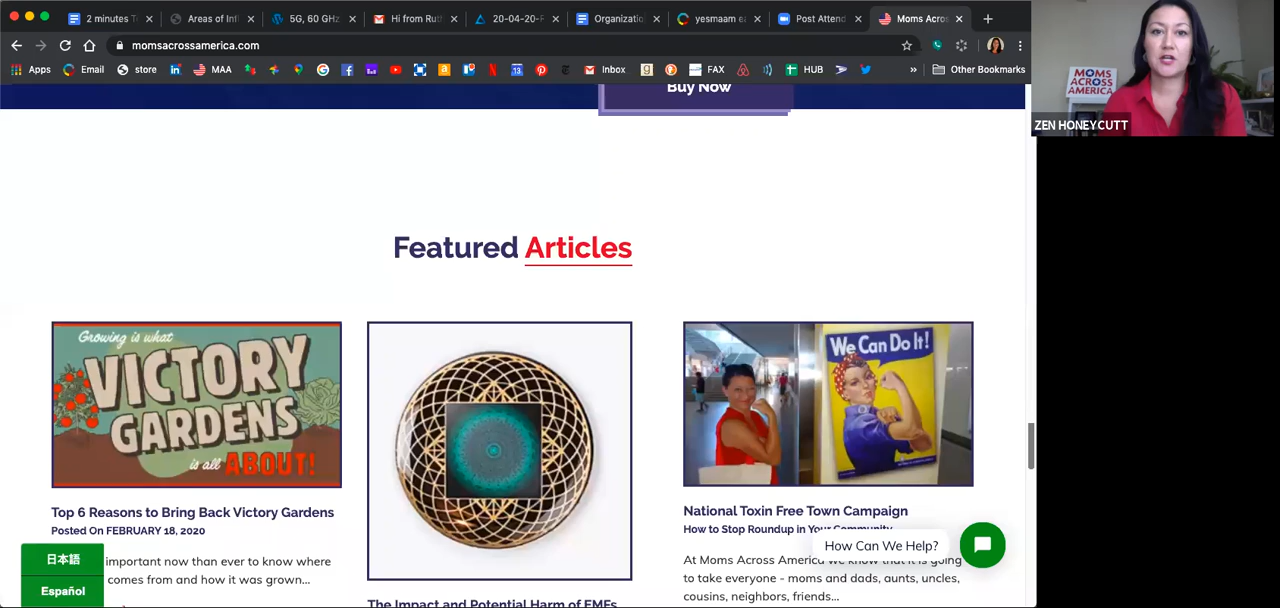 2 minutes T
Areas of Inf
5G, 60 GHz
Hi from Rut
20-04-20-F
Organizatio
yesmaam ea
Post Attend
Moms Acros
momsacrossamerica.com
Apps
Email
store
MAA
FAX
Inbox
HUB
Other Bookmarks
MOMS
ACROSS
AMERICA
ZEN HONEYCUTT
Buy Now
Featured Articles
Growing is what
VICTORY
GARDENS
is all ABOUT!
We Can Do It!
Top 6 Reasons to Bring Back Victory Gardens
Posted On FEBRUARY 18, 2020
important now than ever to know where
comes from and how it was grown...
日本語
Español
The Impact and Potential Harm of EMFs
National Toxin Free Town Campaign
How to Stop Roundup in Your Community
How Can We Help?
At Moms Across America we know that it is going
to take everyone - moms and dads, aunts, uncles,
cousins, neighbors, friends...